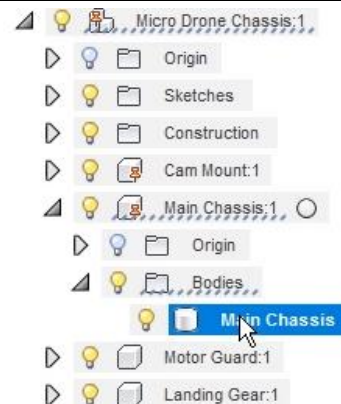 Micro Drone Chassis:1
Origin
Sketches
Construction
Cam Mount:1
Main Chassis:1
Origin
Bodies
Main Chassis
Motor Guard:1
Landing Gear:1